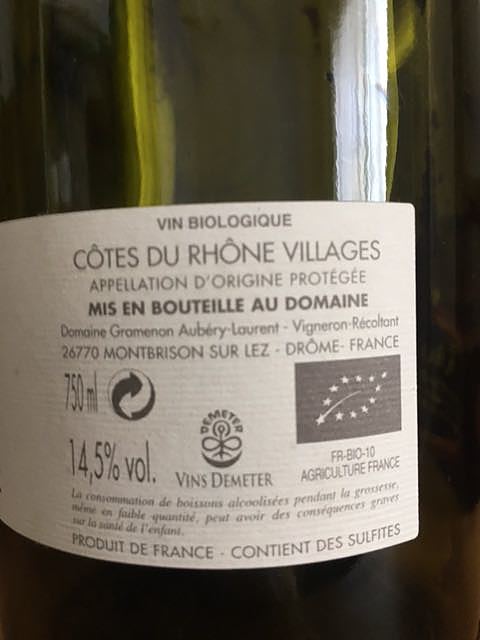 VIN BIOLOGIQUE
CÔTES DU RHÔNE VILLAGES
APPELLATION D'ORIGINE PROTÉGÉE
MIS EN BOUTEILLE AU DOMAINE
Domaine Gramenon Aubéry-Laurent - Vigneron-Récoltant
26770 MONTBRISON SUR LEZ - DRÔME- FRANCE
750 ml
14,5% vol.
DEMETER
VINS DEMETER
FR-BIO-10
AGRICULTURE FRANCE
La consommation de boissons alcoolisées pendant la grossesse,
même en faible quantité, peut avoir des conséquences graves
sur la santé de l'enfant.
PRODUIT DE FRANCE - CONTIENT DES SULFITES